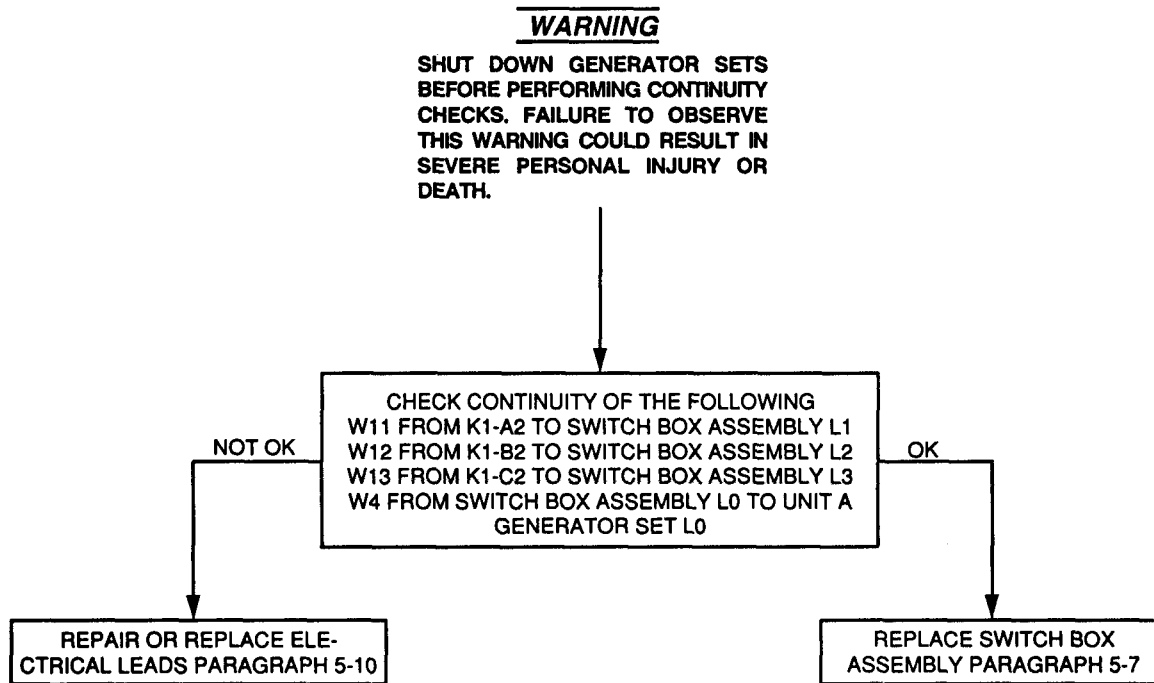 WARNING
SHUT DOWN GENERATOR SETS
BEFORE PERFORMING CONTINUITY
CHECKS. FAILURE TO OBSERVE
THIS WARNING COULD RESULT IN
SEVERE PERSONAL INJURY OR
DEATH.
CHECK CONTINUITY OF THE FOLLOWING
W11 FROM K1-A2 TO SWITCH BOX ASSEMBLY L1
W12 FROM K1-B2 TO SWITCH BOX ASSEMBLY L2
W13 FROM K1-C2 TO SWITCH BOX ASSEMBLY L3
W4 FROM SWITCH BOX ASSEMBLY L0 TO UNIT A
GENERATOR SET L0
NOT OK
OK
REPAIR OR REPLACE ELE-
CTRICAL LEADS PARAGRAPH 5-10
REPLACE SWITCH BOX
ASSEMBLY PARAGRAPH 5-7